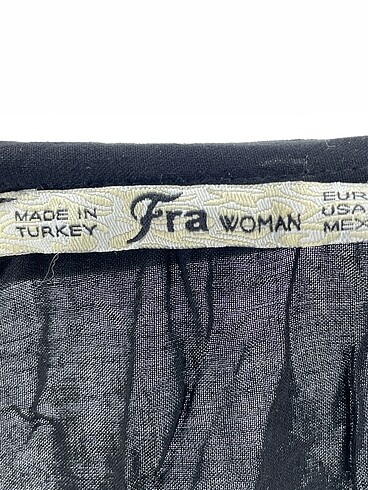 MADE IN
TURKEY
Fra WOMAN
EUR
USA
MEX